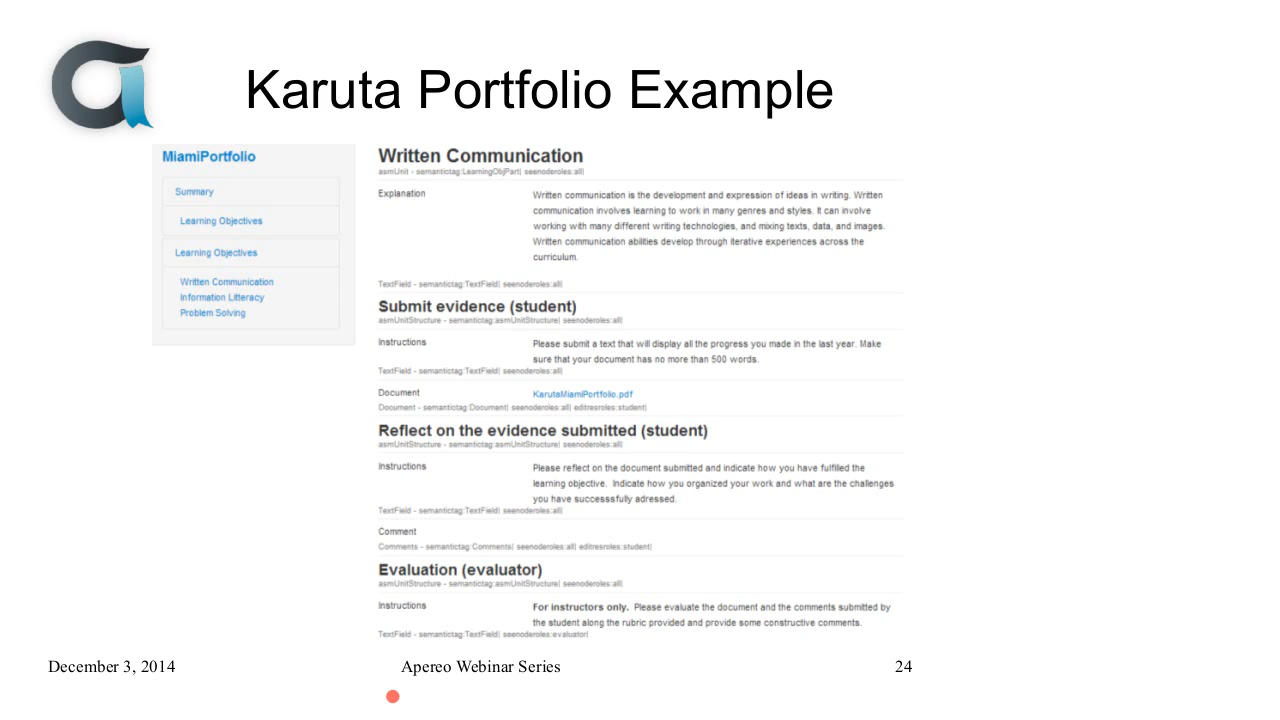 Karuta Portfolio Example
MiamiPortfolio
Summary
Learning Objectives
Learning Objectives
Written Communication
Information Litteracy
Problem Solving
Written Communication
asmUnit - semantictag:LearningObjPart| seenoderoles:all|
Explanation
Written communication is the development and expression of ideas in writing. Written
communication involves learning to work in many genres and styles. It can involve
working with many different writing technologies, and mixing texts, data, and images.
Written communication abilities develop through iterative experiences across the
curriculum.
TextField - semantictag:TextField| seenoderoles:all|
Submit evidence (student)
asmUnitStructure - semantictag:asmUnitStructure| seenoderoles:all|
Instructions
Please submit a text that will display all the progress you made in the last year. Make
sure that your document has no more than 500 words.
TextField - semantictag:TextField| seenoderoles:all|
Document
KarutaMiamiPortfolio.pdf
Document - semantictag:Document| seenoderoles:all| editresroles:student|
Reflect on the evidence submitted (student)
asmUnitStructure - semantictag:asmUnitStructure| seenoderoles:all|
Instructions
Please reflect on the document submitted and indicate how you have fulfilled the
learning objective. Indicate how you organized your work and what are the challenges
you have successsfully adressed.
TextField - semantictag:TextField| seenoderoles:all|
Comment
Comments - semantictag:Comments| seenoderoles:all| editresroles:student|
Evaluation (evaluator)
asmUnitStructure - semantictag:asmUnitStructure| seenoderoles:all|
Instructions
For instructors only. Please evaluate the document and the comments submitted by
the student along the rubric provided and provide some constructive comments.
TextField - semantictag:TextField| seenoderoles:evaluator|
December 3, 2014
Apereo Webinar Series
24